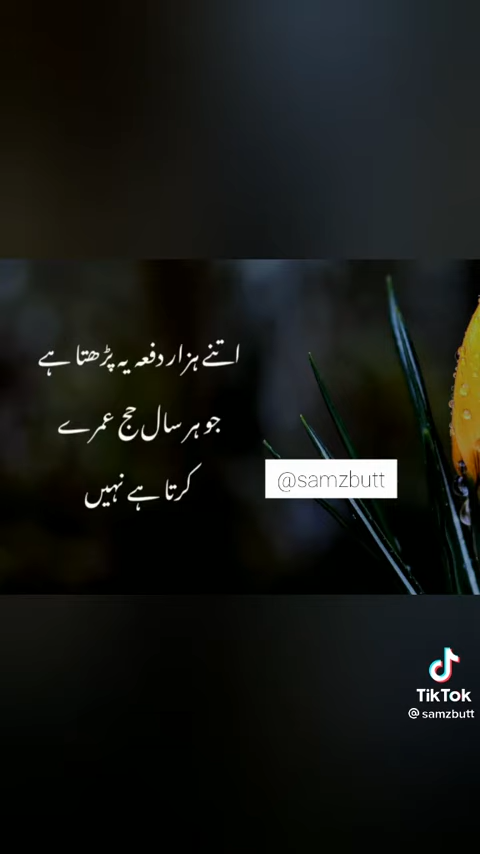 اتنے ہزار دفعہ یہ پڑھتا ہے
جو ہر سال حج عمرے
کرتا ہے نہیں
@samzbutt
TikTok
@samzbutt